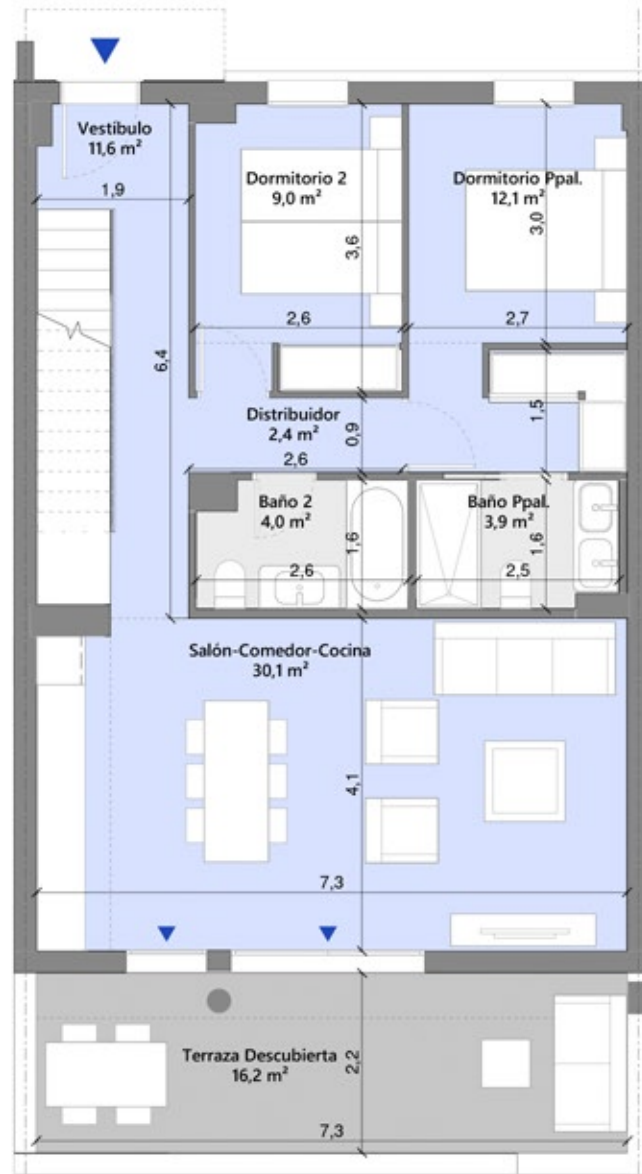 Vestíbulo
11,6 m²
1,9
Dormitorio 2
9,0 m²
3,6
2,6
Dormitorio Ppal.
12,1 m²
3,0
2,7
6,4
Distribuidor
2,4 m²
0,9
2,6
1,5
Baño 2
4,0 m²
1,6
2,6
Baño Ppal.
3,9 m²
1,6
2,5
Salón-Comedor-Cocina
30,1 m²
4,1
7,3
Terraza Descubierta
16,2 m²
2,2
7,3